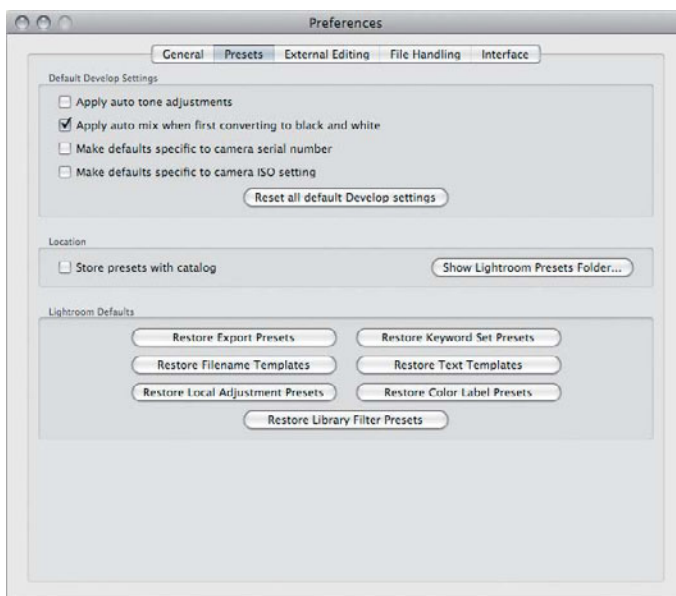 Preferences
General Presets External Editing File Handling Interface
Default Develop Settings
Apply auto tone adjustments
Apply auto mix when first converting to black and white
Make defaults specific to camera serial number
Make defaults specific to camera ISO setting
Reset all default Develop settings
Location
Store presets with catalog Show Lightroom Presets Folder...
Lightroom Defaults
Restore Export Presets Restore Keyword Set Presets
Restore Filename Templates Restore Text Templates
Restore Local Adjustment Presets Restore Color Label Presets
Restore Library Filter Presets